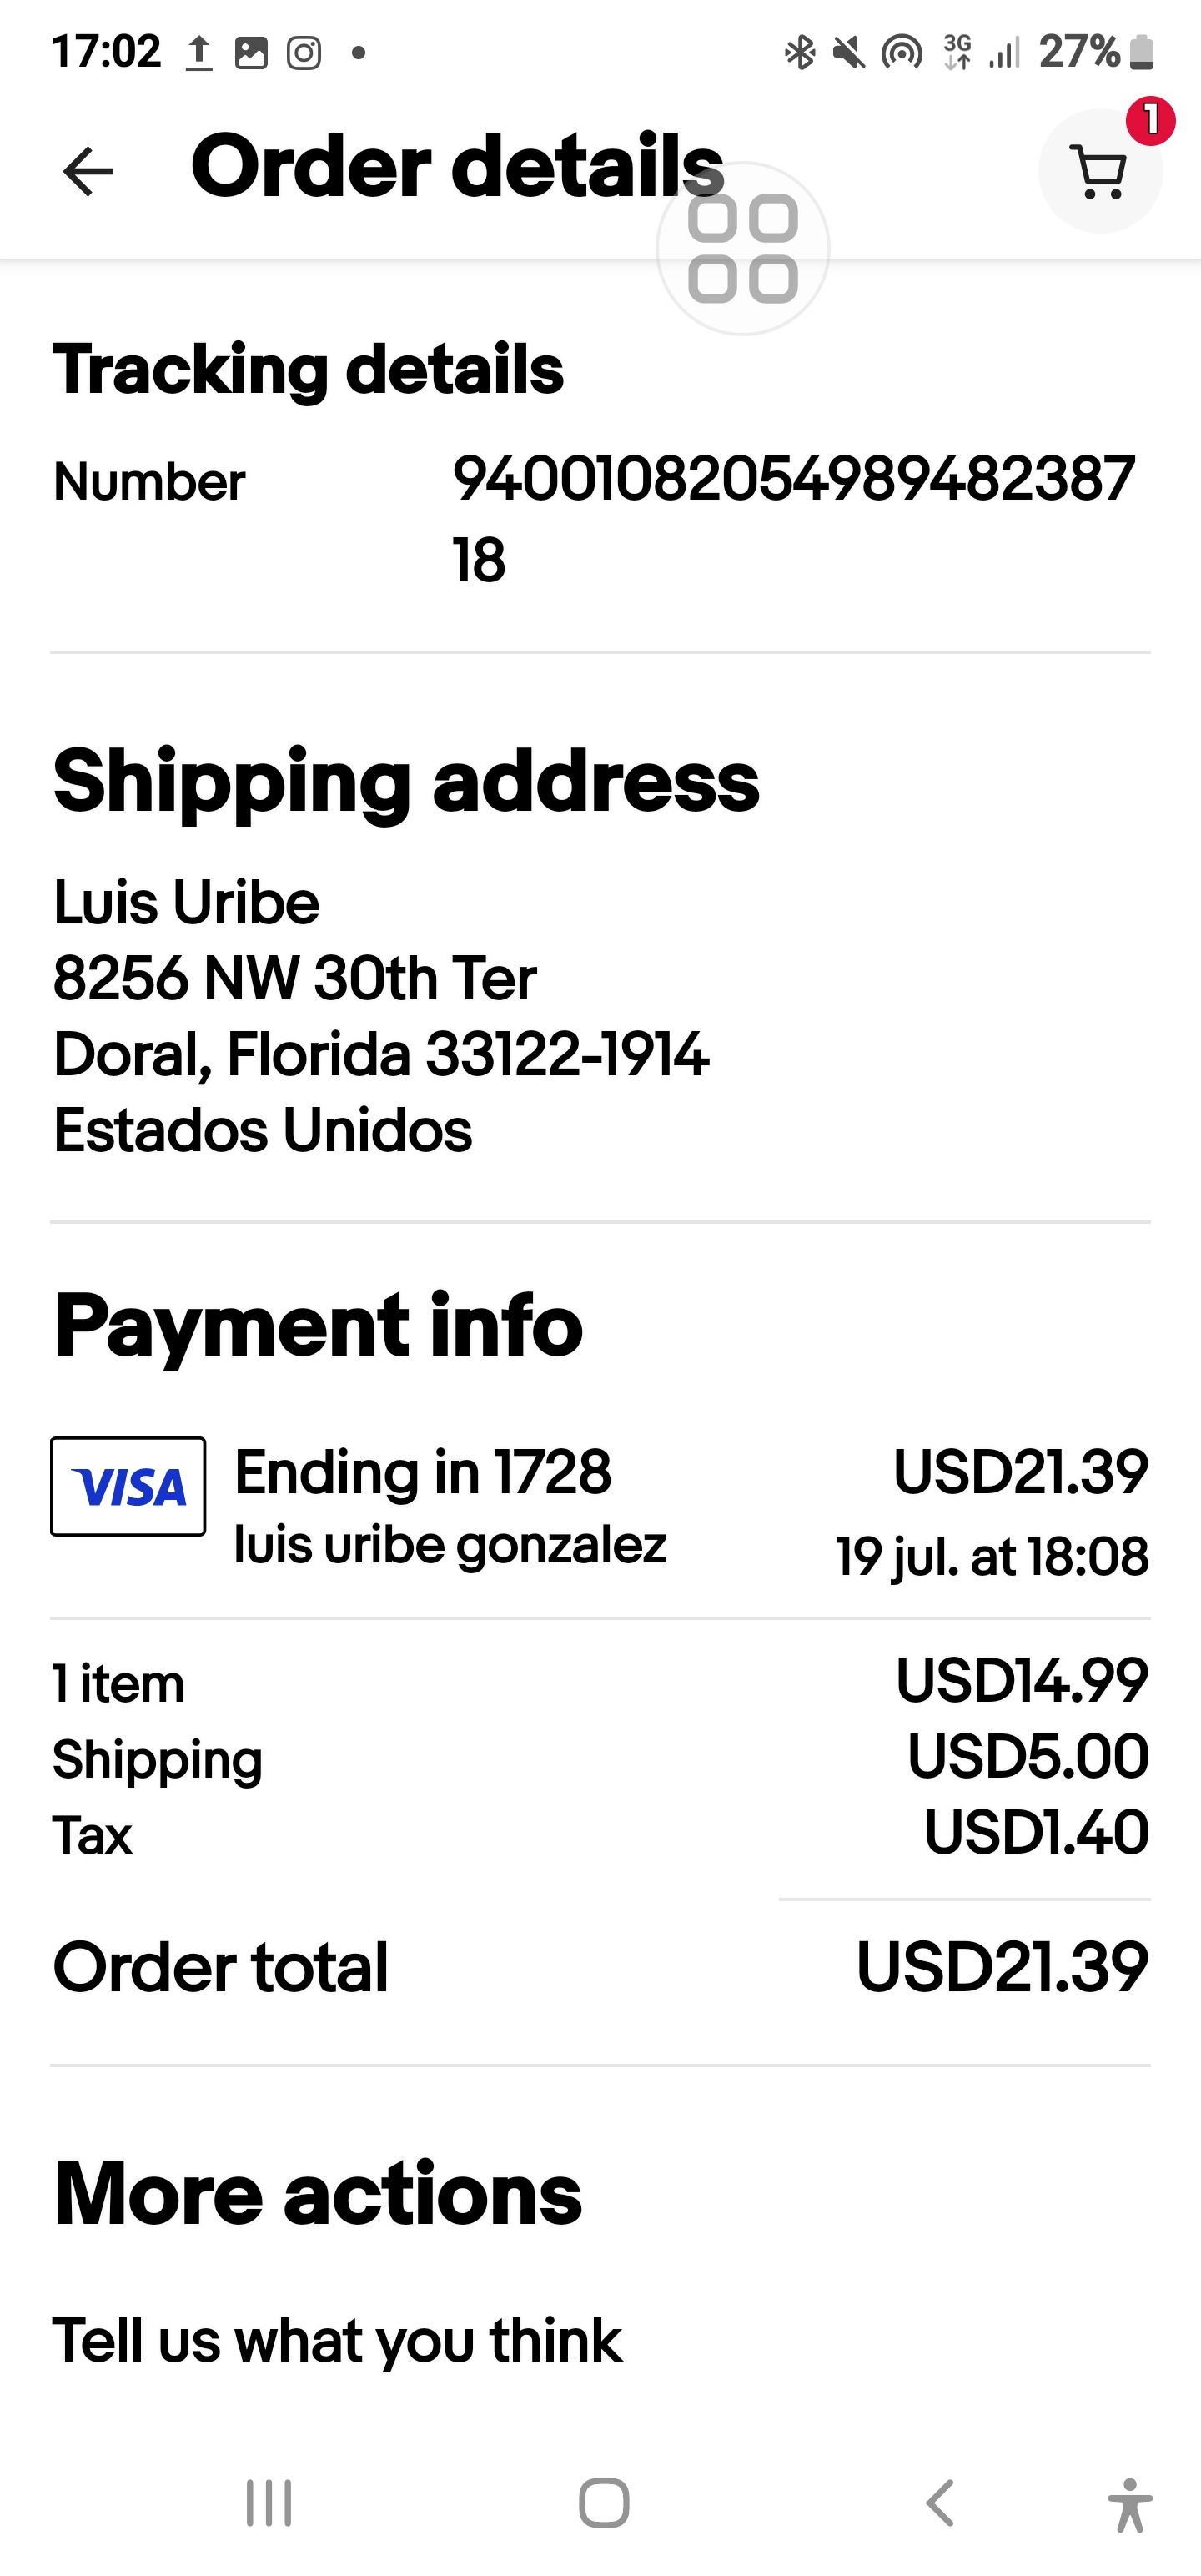 17:02
3G
27%
Order details
1
Tracking details
Number
94001082054989482387
18
Shipping address
Luis Uribe
8256 NW 30th Ter
Doral, Florida 33122-1914
Estados Unidos
Payment info
VISA
Ending in 1728
USD21.39
luis uribe gonzalez
19 jul. at 18:08
1 item
USD14.99
Shipping
USD5.00
Tax
USD1.40
Order total
USD21.39
More actions
Tell us what you think